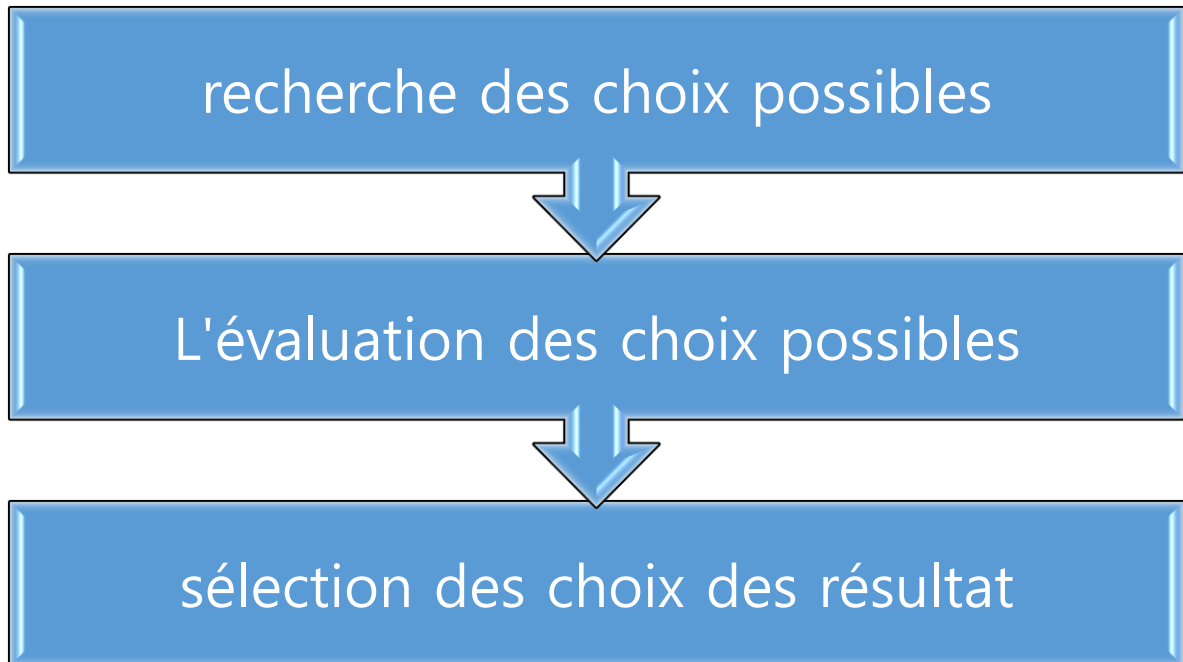 recherche des choix possibles
L'évaluation des choix possibles
sélection des choix des résultat